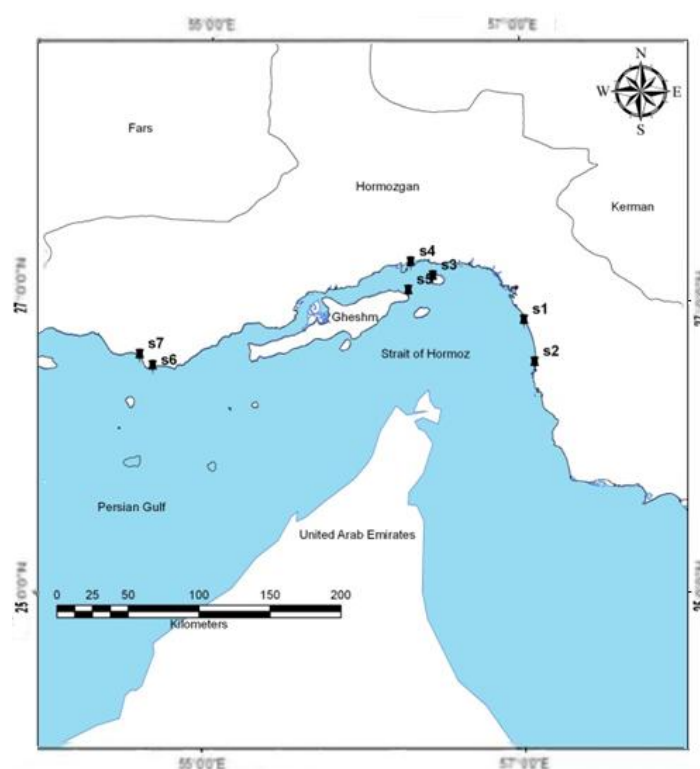 55°0'0"E
57°0'0"E
N
W
E
S
Fars
Hormozgan
Kerman
s4
s3
27°0'0"N
s5
Gheshm
s1
Strait of Hormoz
s7
s6
s2
Persian Gulf
United Arab Emirates
25°0'0"N
0 25 50 100 150 200
Kilometers
55°0'0"E
57°0'0"E